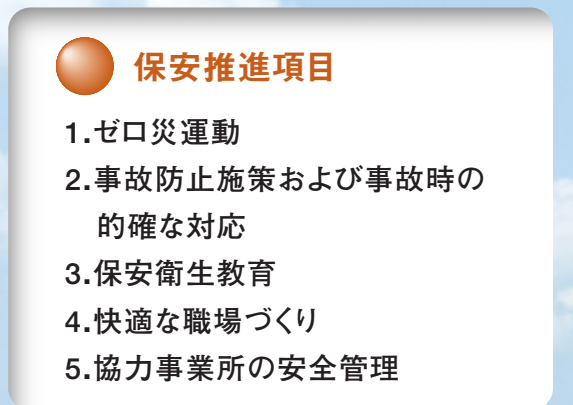 保安推進項目
1.ゼロ災運動
2.事故防止施策および事故時の
的確な対応
3.保安衛生教育
4.快適な職場づくり
5.協力事業所の安全管理